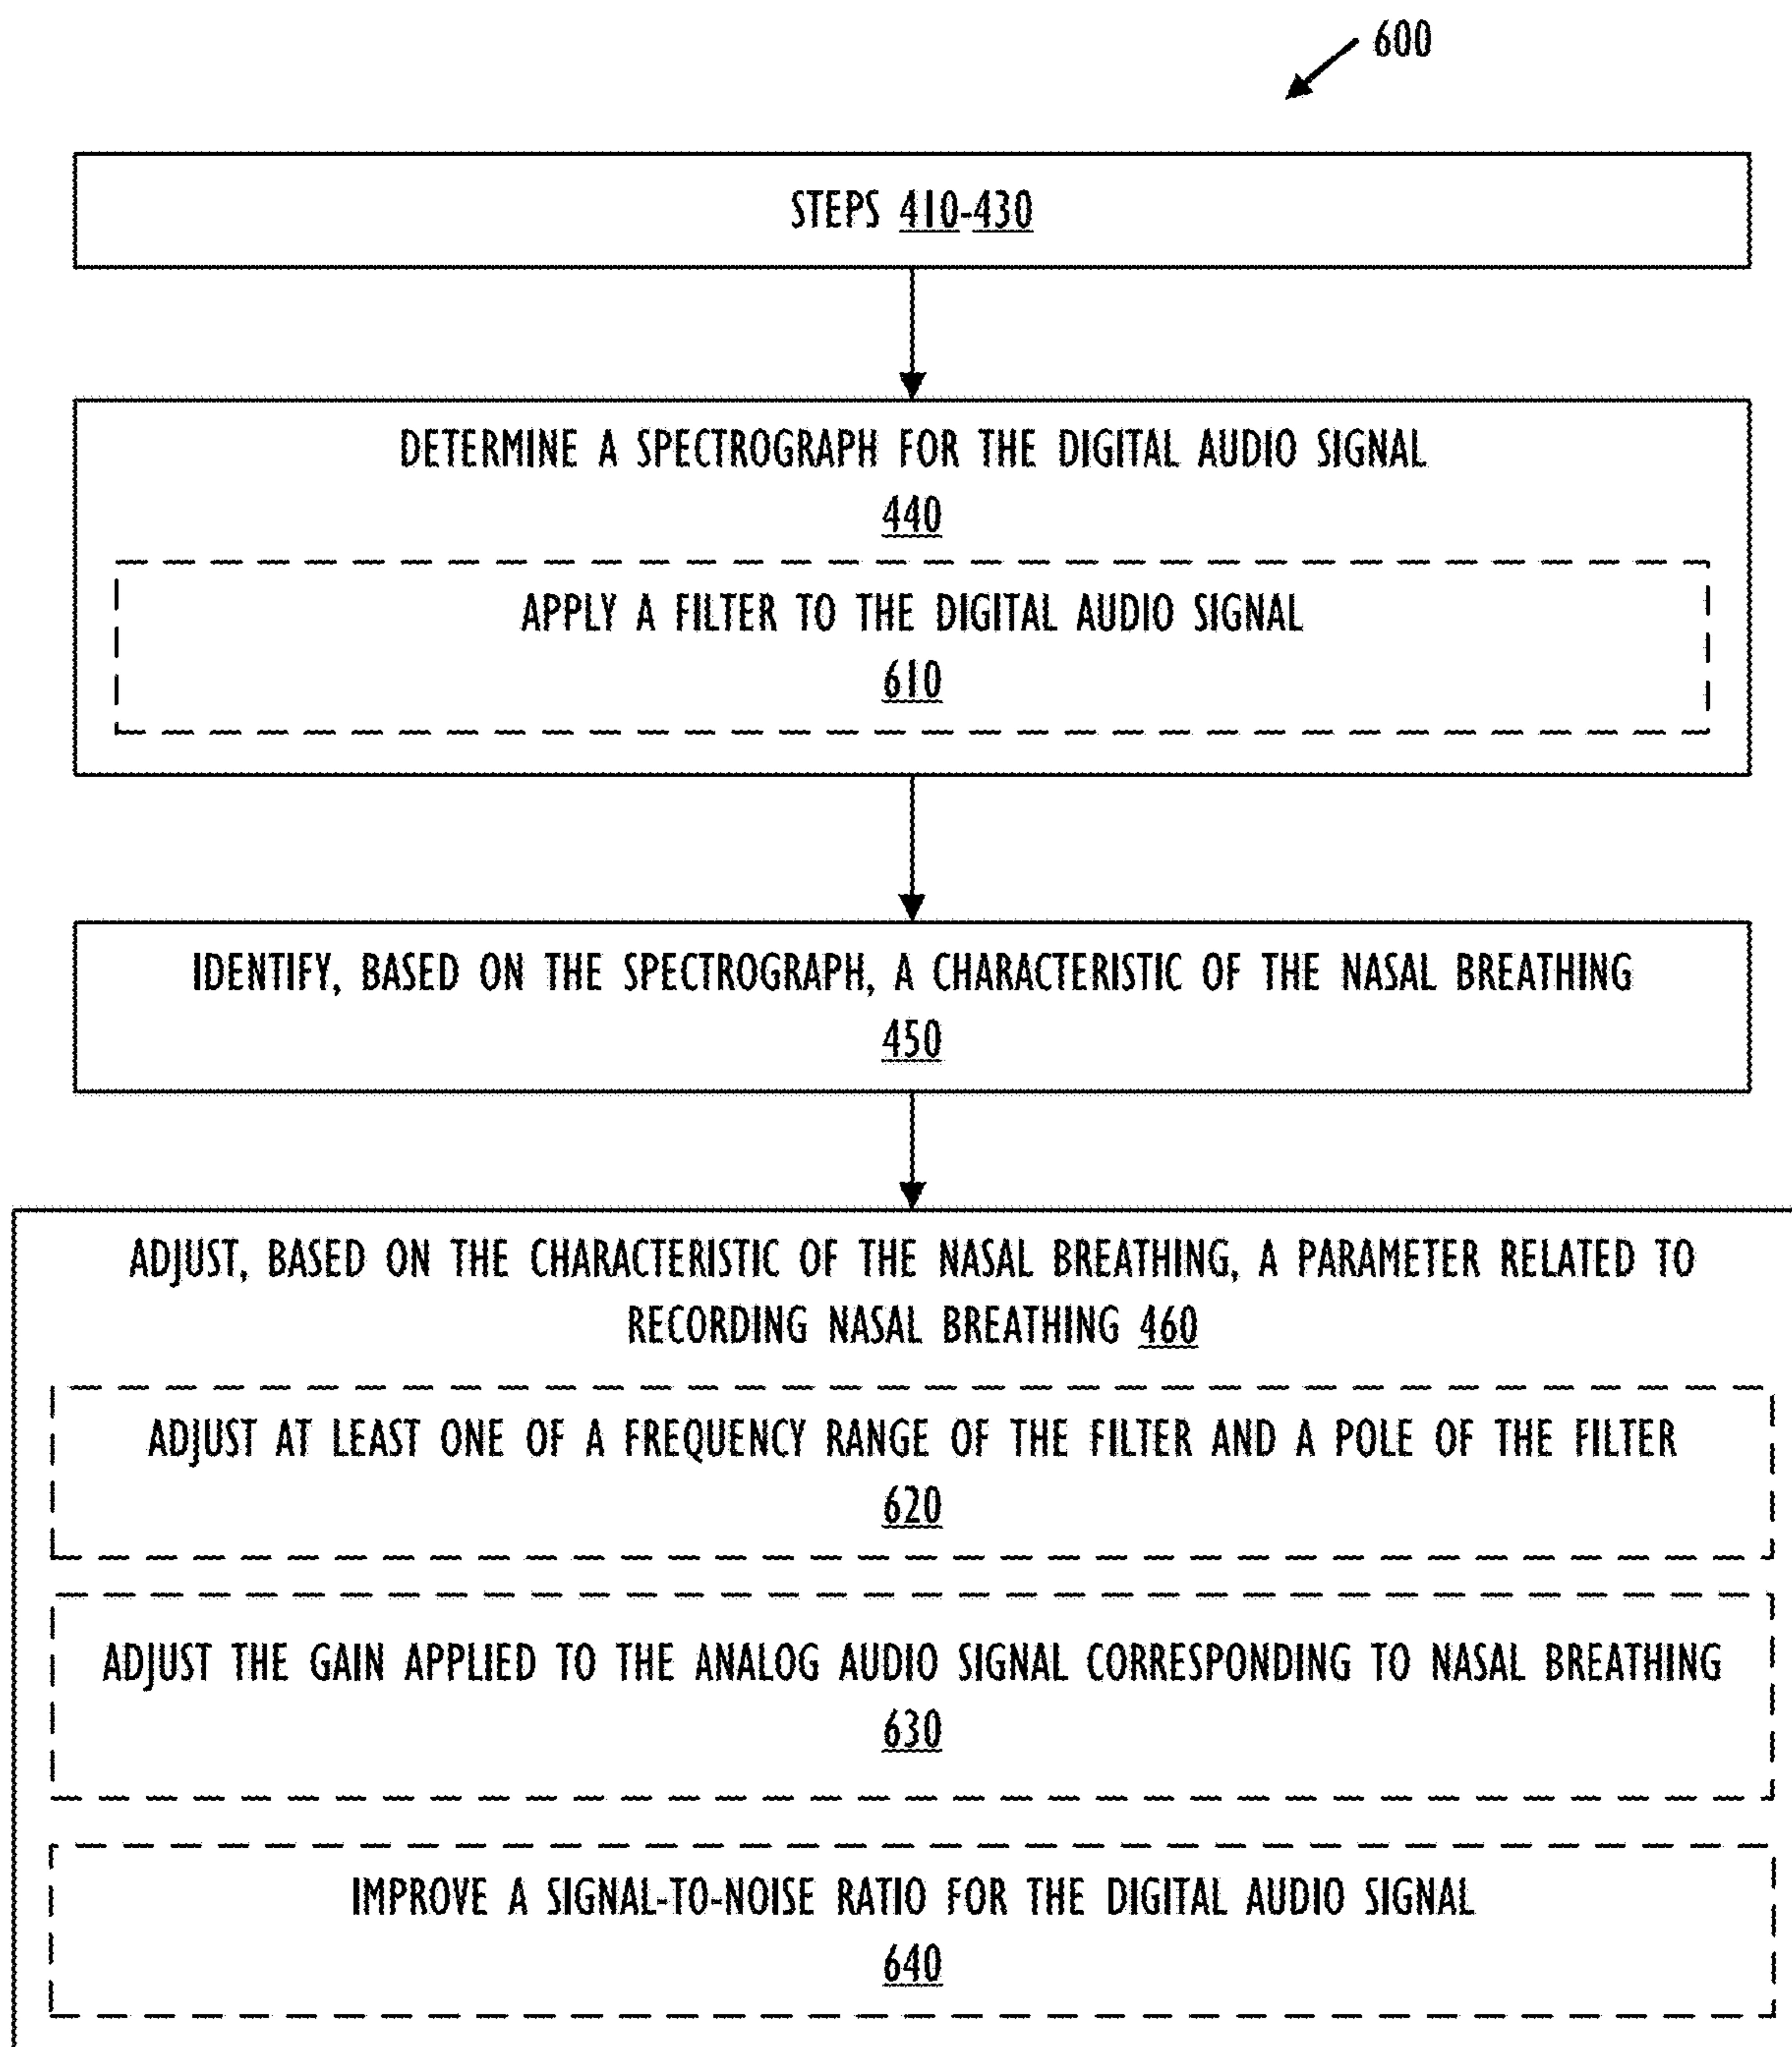 600
STEPS 410-430
DETERMINE A SPECTROGRAPH FOR THE DIGITAL AUDIO SIGNAL
440
APPLY A FILTER TO THE DIGITAL AUDIO SIGNAL
610
IDENTIFY, BASED ON THE SPECTROGRAPH, A CHARACTERISTIC OF THE NASAL BREATHING
450
ADJUST, BASED ON THE CHARACTERISTIC OF THE NASAL BREATHING, A PARAMETER RELATED TO
RECORDING NASAL BREATHING 460
ADJUST AT LEAST ONE OF A FREQUENCY RANGE OF THE FILTER AND A POLE OF THE FILTER
620
ADJUST THE GAIN APPLIED TO THE ANALOG AUDIO SIGNAL CORRESPONDING TO NASAL BREATHING
630
IMPROVE A SIGNAL-TO-NOISE RATIO FOR THE DIGITAL AUDIO SIGNAL
640